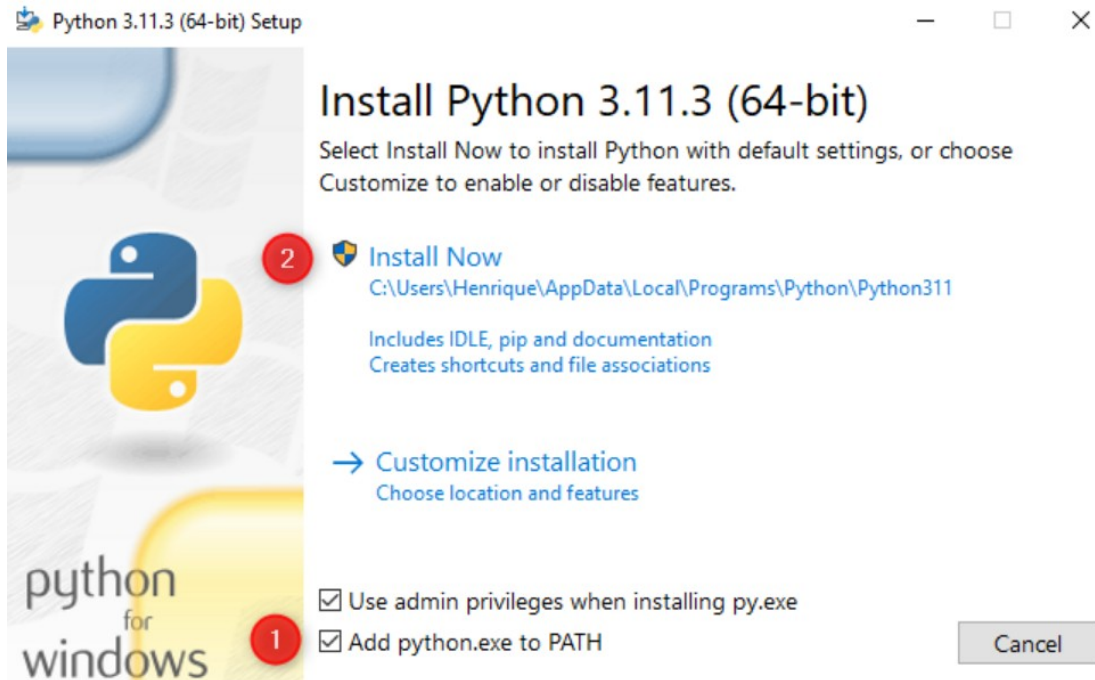 Python 3.11.3 (64-bit) Setup
Install Python 3.11.3 (64-bit)
Select Install Now to install Python with default settings, or choose
Customize to enable or disable features.
2
Install Now
C:\Users\Henrique\AppData\Local\Programs\Python\Python311
Includes IDLE, pip and documentation
Creates shortcuts and file associations
Customize installation
Choose location and features
python
for
windows
Use admin privileges when installing py.exe
1
Add python.exe to PATH
Cancel